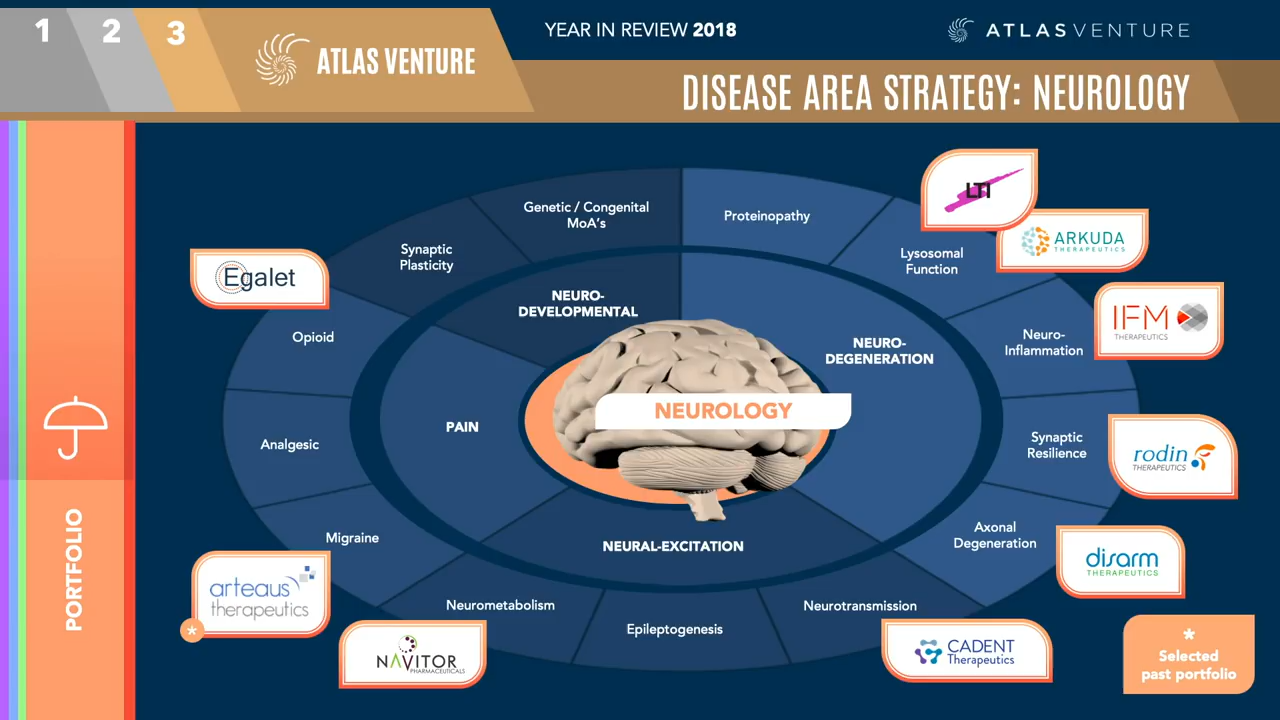 1 2 3
ATLAS VENTURE
YEAR IN REVIEW 2018
ATLAS VENTURE
DISEASE AREA STRATEGY: NEUROLOGY
PORTFOLIO
NEUROLOGY
NEURO-
DEVELOPMENTAL
NEURO-
DEGENERATION
PAIN
NEURAL-EXCITATION
Genetic / Congenital
MoA's
Proteinopathy
Synaptic
Plasticity
Lysosomal
Function
LTI
ARKUDA
THERAPEUTICS
Egalet
Opioid
Neuro-
Inflammation
IFM
THERAPEUTICS
Analgesic
Synaptic
Resilience
rodin
THERAPEUTICS
Migraine
Axonal
Degeneration
disarm
THERAPEUTICS
arteaus
therapeutics
*
Neurometabolism
Epileptogenesis
Neurotransmission
NAVITOR
PHARMACEUTICALS
CADENT
Therapeutics
*
Selected
past portfolio